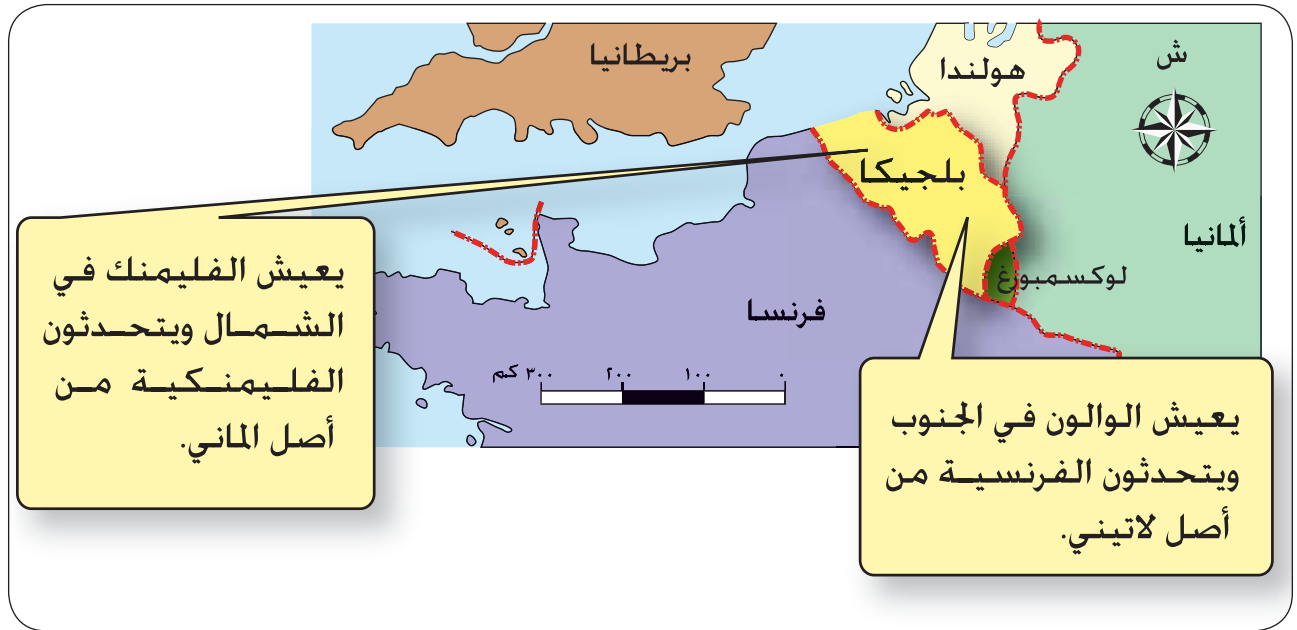 بريطانيا
هولندا
ش
بلجيكا
ألمانيا
لوكسمبورغ
فرنسا
٠ ١٠٠ ٢٠٠ ٣٠٠ كم
يعيش الفليمنك في
الشمال ويتحدثون
الفليمنكية من
أصل الماني.
يعيش الوالون في الجنوب
ويتحدثون الفرنسية من
أصل لاتيني.